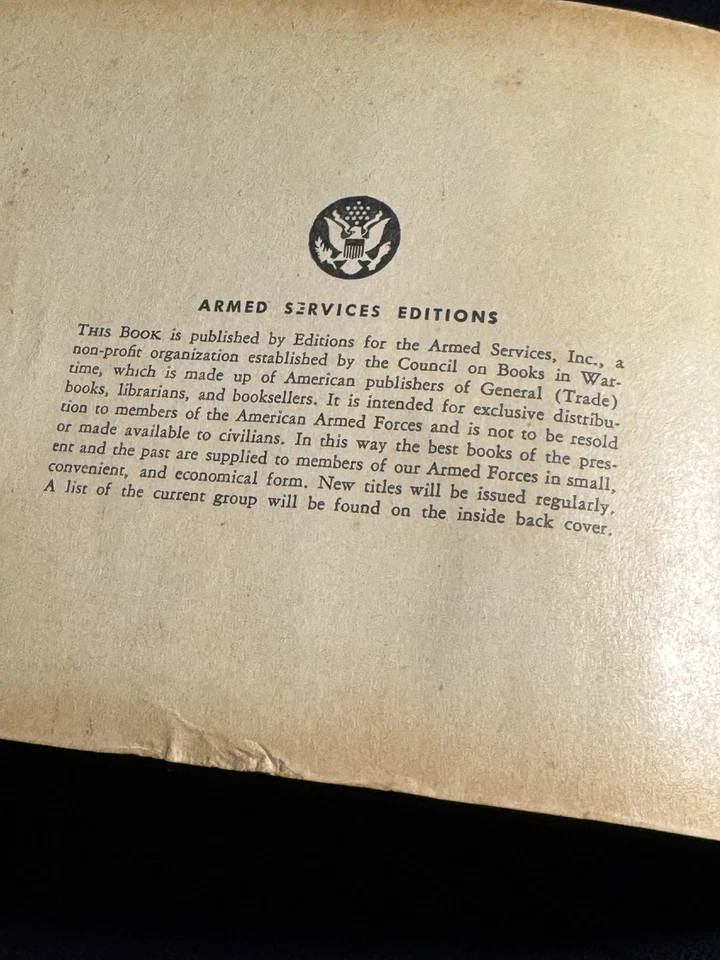 ARMED SERVICES EDITIONS
THIS BOOK is published by Editions for the Armed Services, Inc., a
non-profit organization established by the Council on Books in War-
time, which is made up of American publishers of General (Trade)
books, librarians, and booksellers. It is intended for exclusive distribu-
tion to members of the American Armed Forces and is not to be resold
or made available to civilians. In this way the best books of the pres-
ent and the past are supplied to members of our Armed Forces in small,
convenient, and economical form. New titles will be issued regularly.
A list of the current group will be found on the inside back cover.